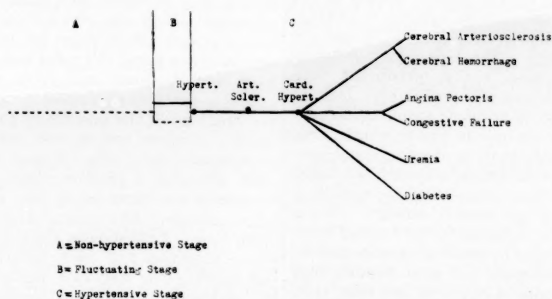 A B C
Cerebral Arteriosclerosis
Cerebral Hemorrhage
Hypert. Art. Card.
Scler. Hypert.
Angina Pectoris
Congestive Failure
Uremia
Diabetes
A = Non-hypertensive Stage
B = Fluctuating Stage
C = Hypertensive Stage